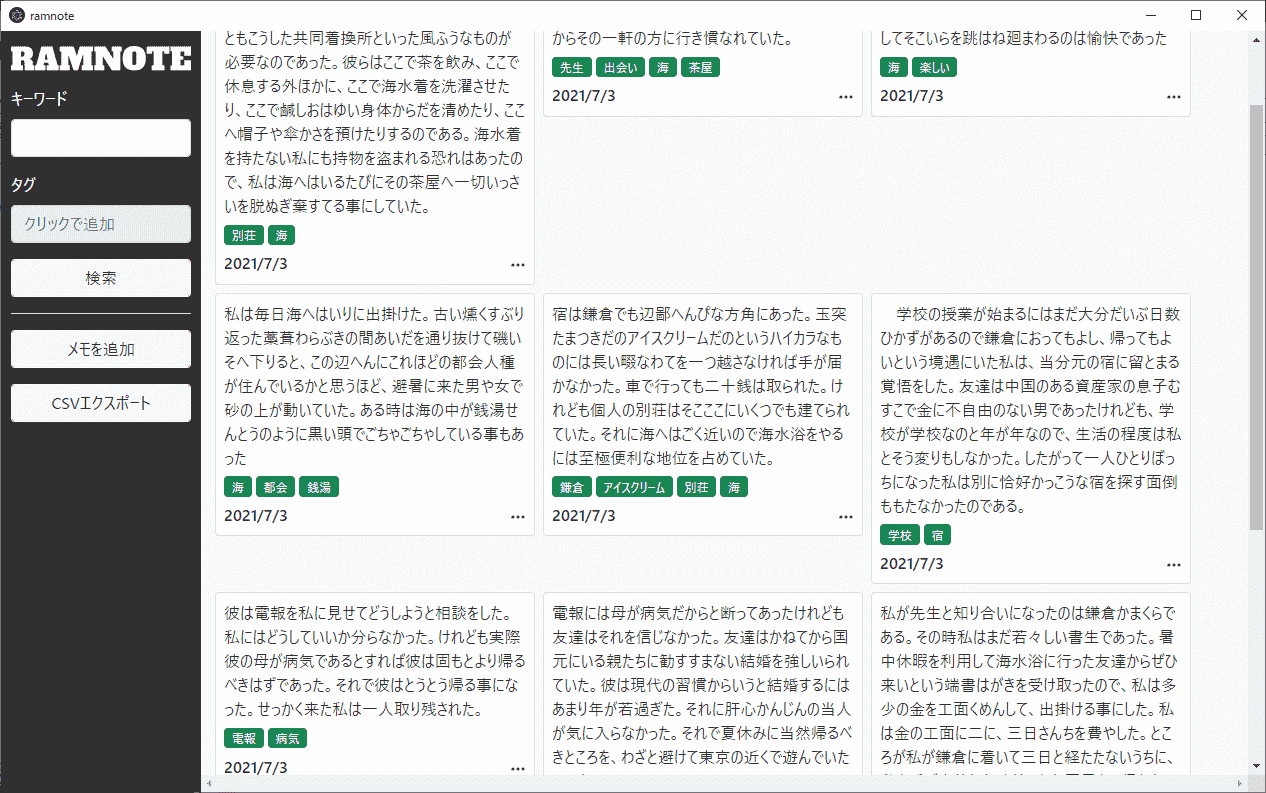 ramnote
RAMNOTE
キーワード
タグ
クリックで追加
検索
メモを追加
CSVエクスポート
ともこうした共同着換所といった風ふうなものが
必要なのであった。彼らはここで茶を飲み、ここで
休息する外ほかに、ここで海水着を洗濯させた
り、ここで鹹しおはゆい身体からだを清めたり、ここ
へ帽子や傘かさを預けたりするのである。海水着
を持たない私にも持物を盗まれる恐れはあったの
で、私は海へはいるたびにその茶屋へ一切いっさ
いを脱ぬぎ棄すてる事にしていた。
別荘 海
2021/7/3
からその一軒の方に行き慣れていた。
先生 出会い 海 茶屋
2021/7/3
してそこいらを跳はね廻まわるのは愉快であった
海 楽しい
2021/7/3
私は毎日海へはいりに出掛けた。古い燻くすぶり
返った藁葺わらぶきの間あいだを通り抜けて磯い
そへ下りると、この辺へんにこれほどの都会人種
が住んでいるかと思うほど、避暑に来た男や女で
砂の上が動いていた。ある時は海の中が銭湯せ
んとうのように黒い頭でごちゃごちゃしている事もあ
った
海 都会 銭湯
2021/7/3
宿は鎌倉でも辺鄙へんぴな方角にあった。玉突
たまつきだのアイスクリームだのというハイカラなも
のには長い畷なわてを一つ越さなければ手が届
かなかった。車で行っても二十銭は取られた。け
れども個人の別荘はそこここにいくつでも建てられ
ていた。それに海へはごく近いので海水浴をやる
には至極便利な地位を占めていた。
鎌倉 アイスクリーム 別荘 海
2021/7/3
学校の授業が始まるにはまだ大分だいぶ日数
ひかずがあるので鎌倉におってもよし、帰ってもよ
いという境遇にいた私は、当分元の宿に留とまる
覚悟をした。友達は中国のある資産家の息子む
すこで金に不自由のない男であったけれども、学
校が学校なのと年が年なので、生活の程度は私
とそう変りもしなかった。したがって一人ひとりぼっ
ちになった私は別に恰好かっこうな宿を探す面倒
ももたなかったのである。
学校 宿
2021/7/3
彼は電報を私に見せてどうしようと相談をした。
私にはどうしていいか分らなかった。けれども実際
彼の母が病気であるとすれば彼は固もとより帰る
べきはずであった。それで彼はとうとう帰る事にな
った。せっかく来た私は一人取り残された。
電報 病気
2021/7/3
電報には母が病気だからと断ってあったけれども
友達はそれを信じなかった。友達はかねてから国
元にいる親たちに勧すすまない結婚を強しいられ
ていた。彼は現代の習慣からいうと結婚するには
あまり年が若過ぎた。それに肝心かんじんの当人
が気に入らなかった。それで夏休みに当然帰るべ
きところを、わざと避けて東京の近くで遊んでいた
私が先生と知り合いになったのは鎌倉かまくらで
ある。その時私はまだ若々しい書生であった。暑
中休暇を利用して海水浴に行った友達からぜひ
来いという端書はがきを受け取ったので、私は多
少の金を工面くめんして、出掛ける事にした。私
は金の工面に二に、三日さんちを費やした。とこ
ろが私が鎌倉に着いて三日と経たたないうちに、